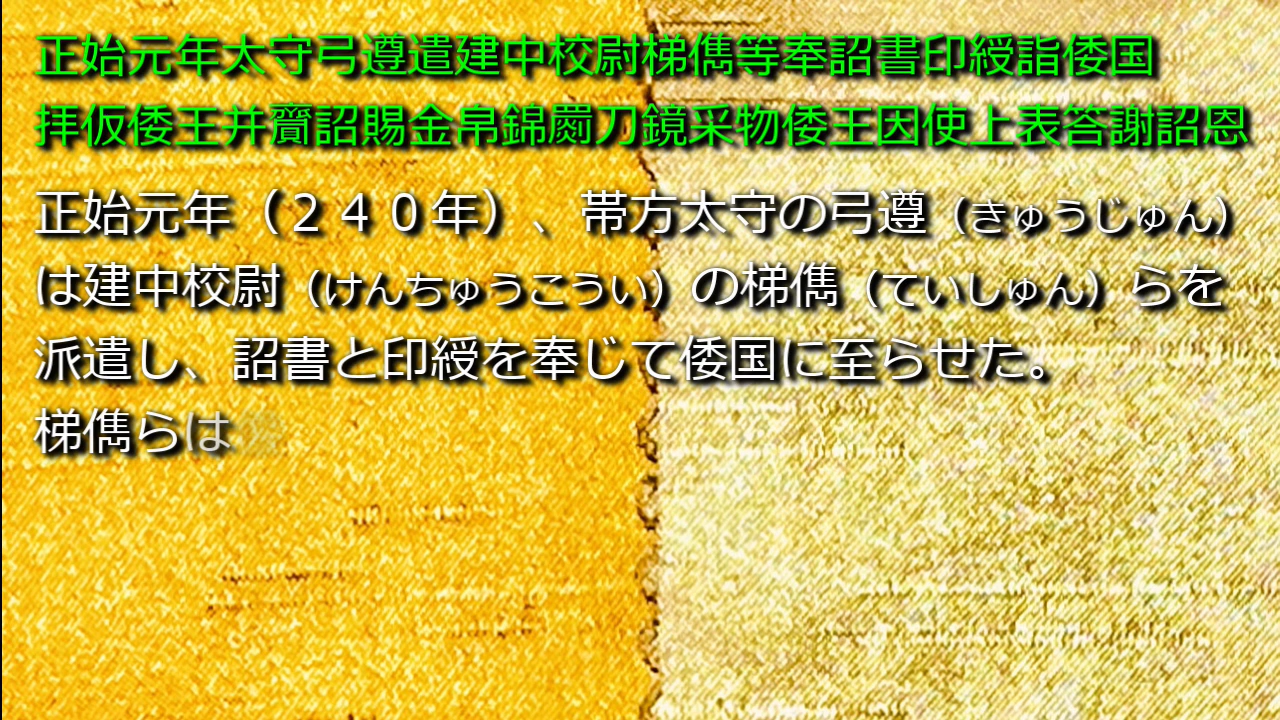 正始元年太守弓遵遣建中校尉梯儁等奉詔書印綬詣倭国
拝仮倭王并齎詔賜金帛錦罽刀鏡采物倭王因使上表答謝詔恩
正始元年（２４０年）、帯方太守の弓遵（きゅうじゅん）
は建中校尉（けんちゅうこうい）の梯儁（ていしゅん）らを
派遣し、詔書と印綬を奉じて倭国に至らせた。
梯儁らは